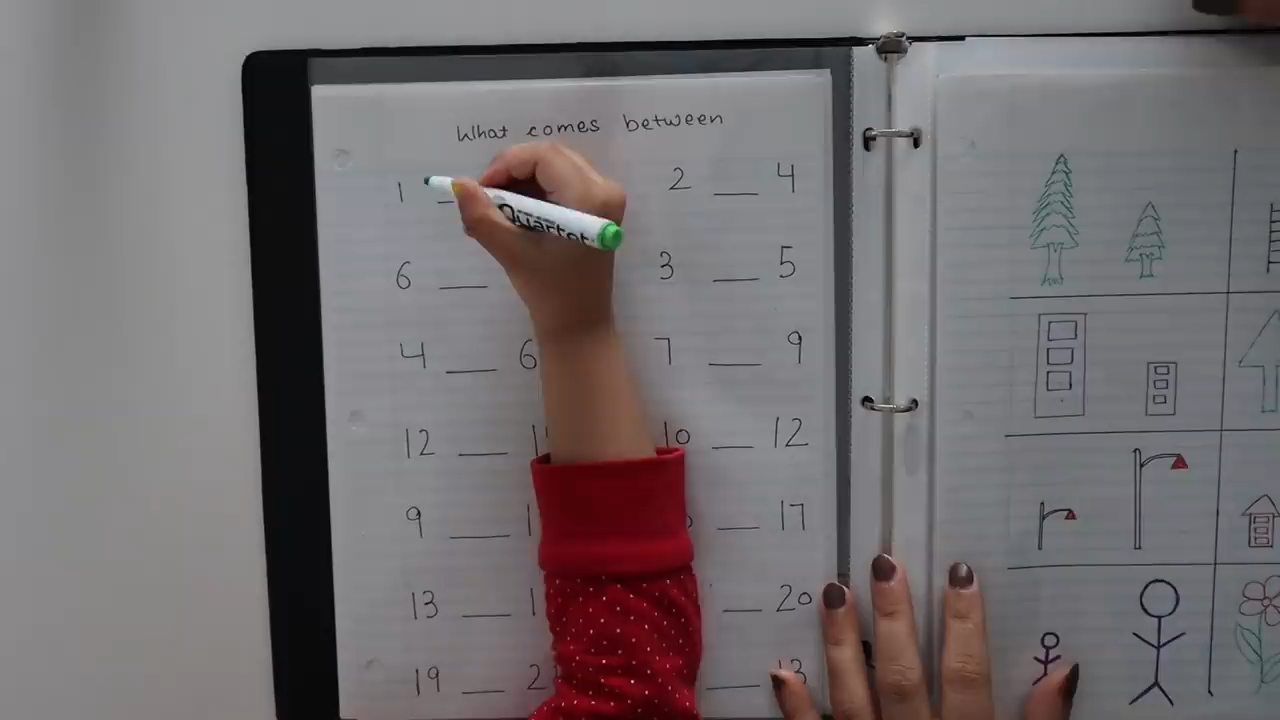 What comes between
1 __ 2 __ 4
Quartet
6 __ 3 __ 5
4 __ 6 7 __ 9
12 __ 10 __ 12
9 __ __ 17
13 __ __ 20
19 __ __